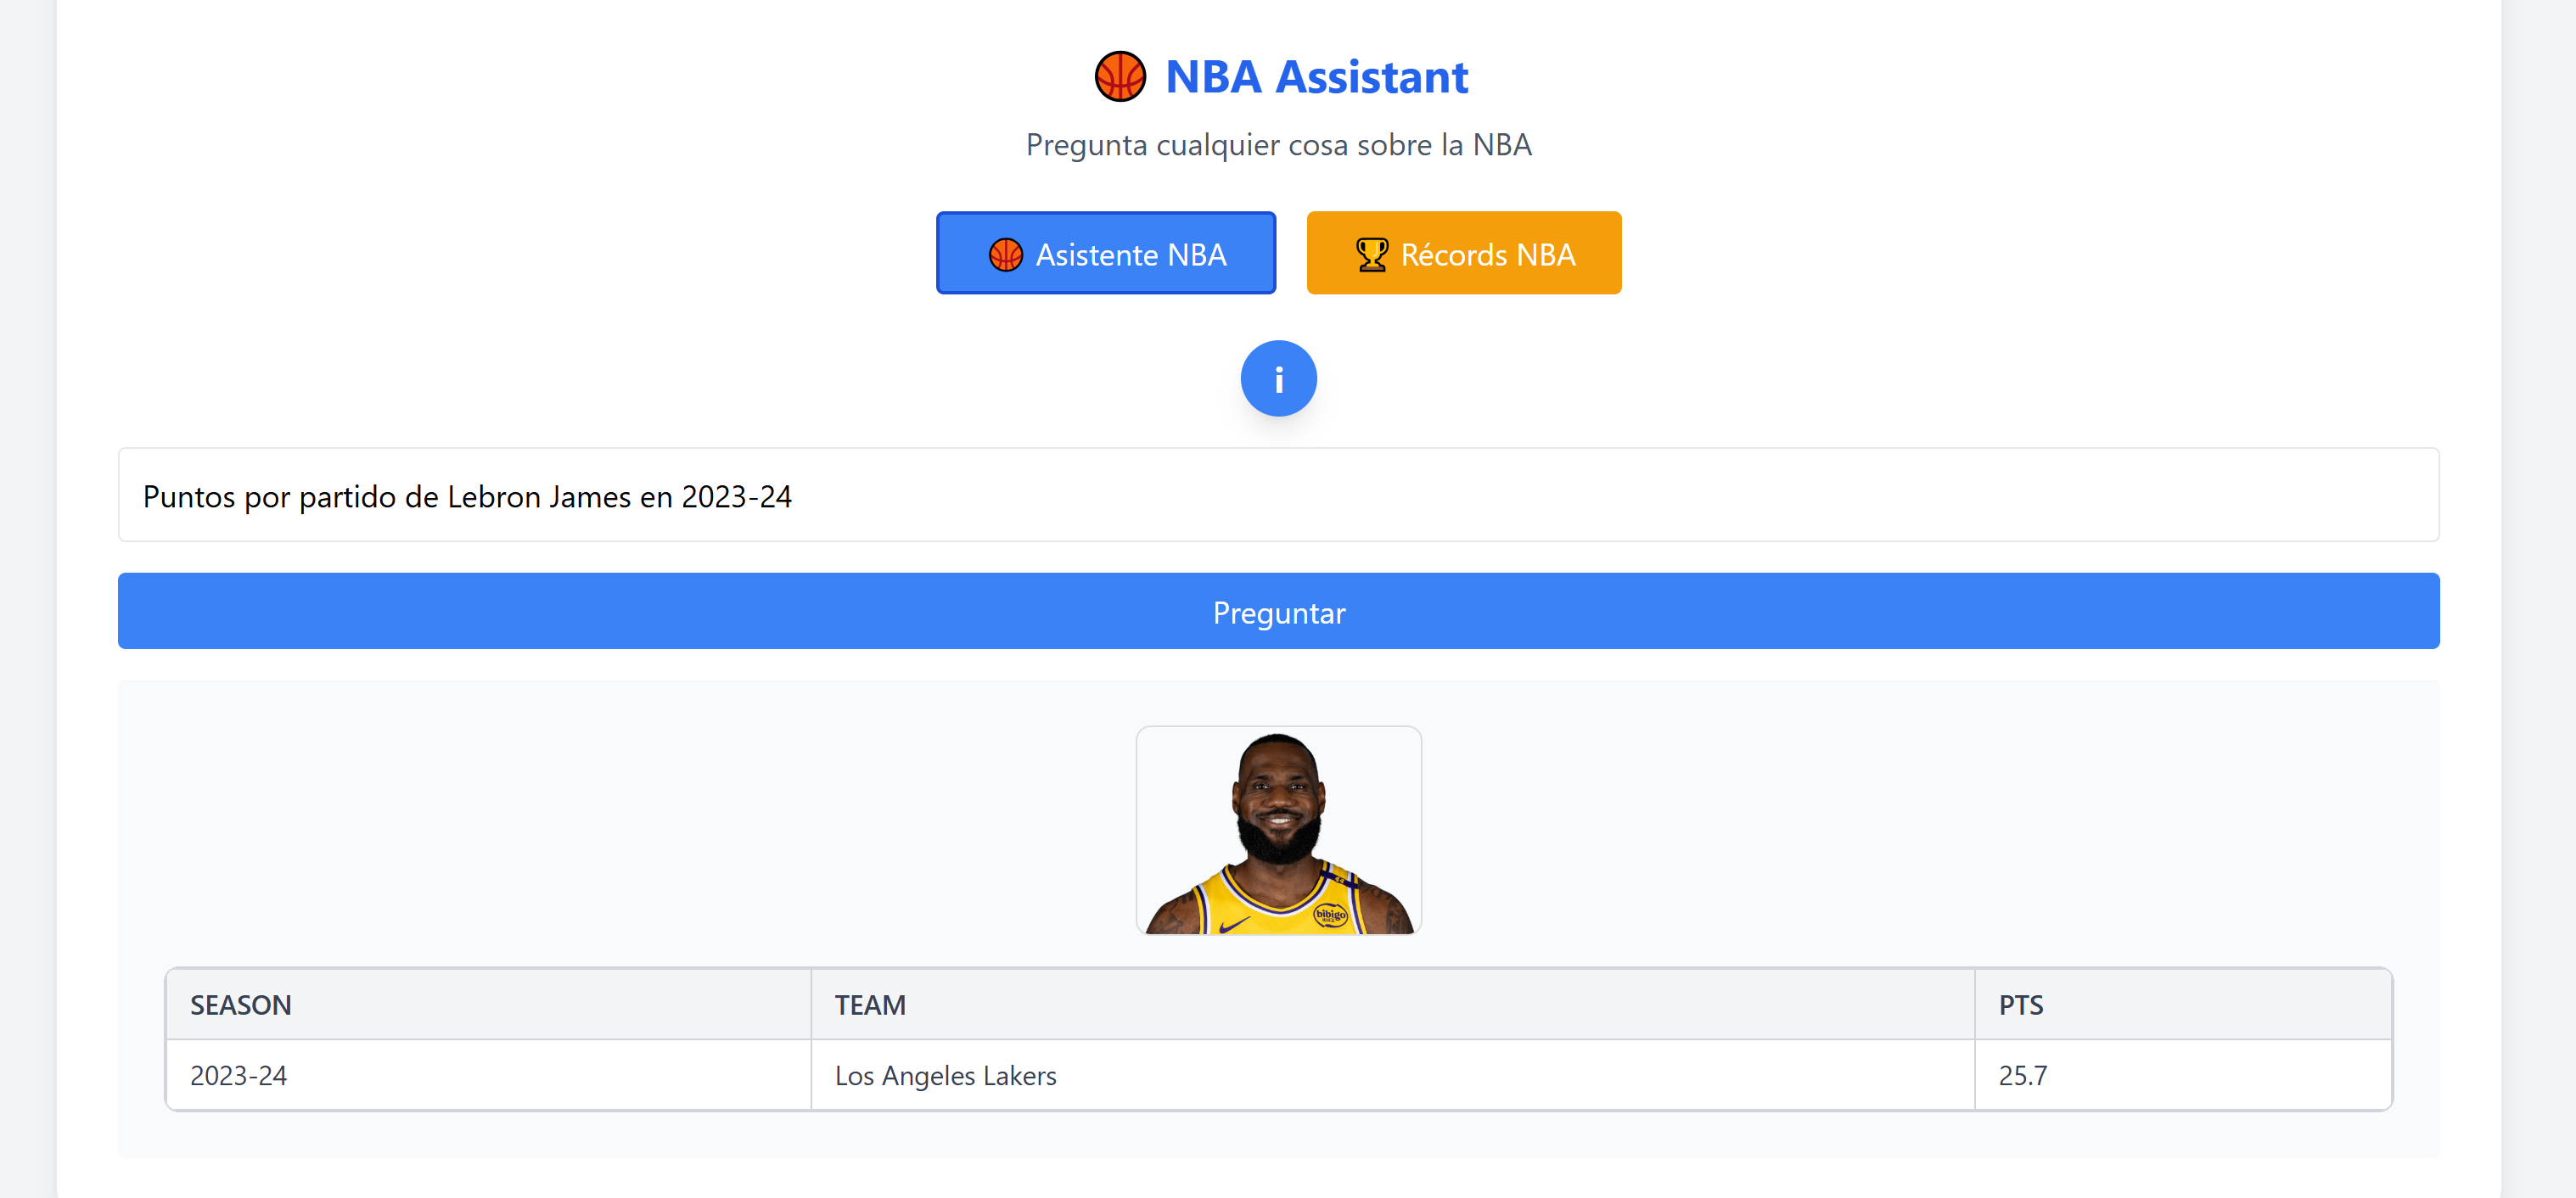 NBA Assistant
Pregunta cualquier cosa sobre la NBA
Asistente NBA
Récords NBA
i
Puntos por partido de Lebron James en 2023-24
Preguntar
bibigo
SEASON TEAM PTS
2023-24 Los Angeles Lakers 25.7